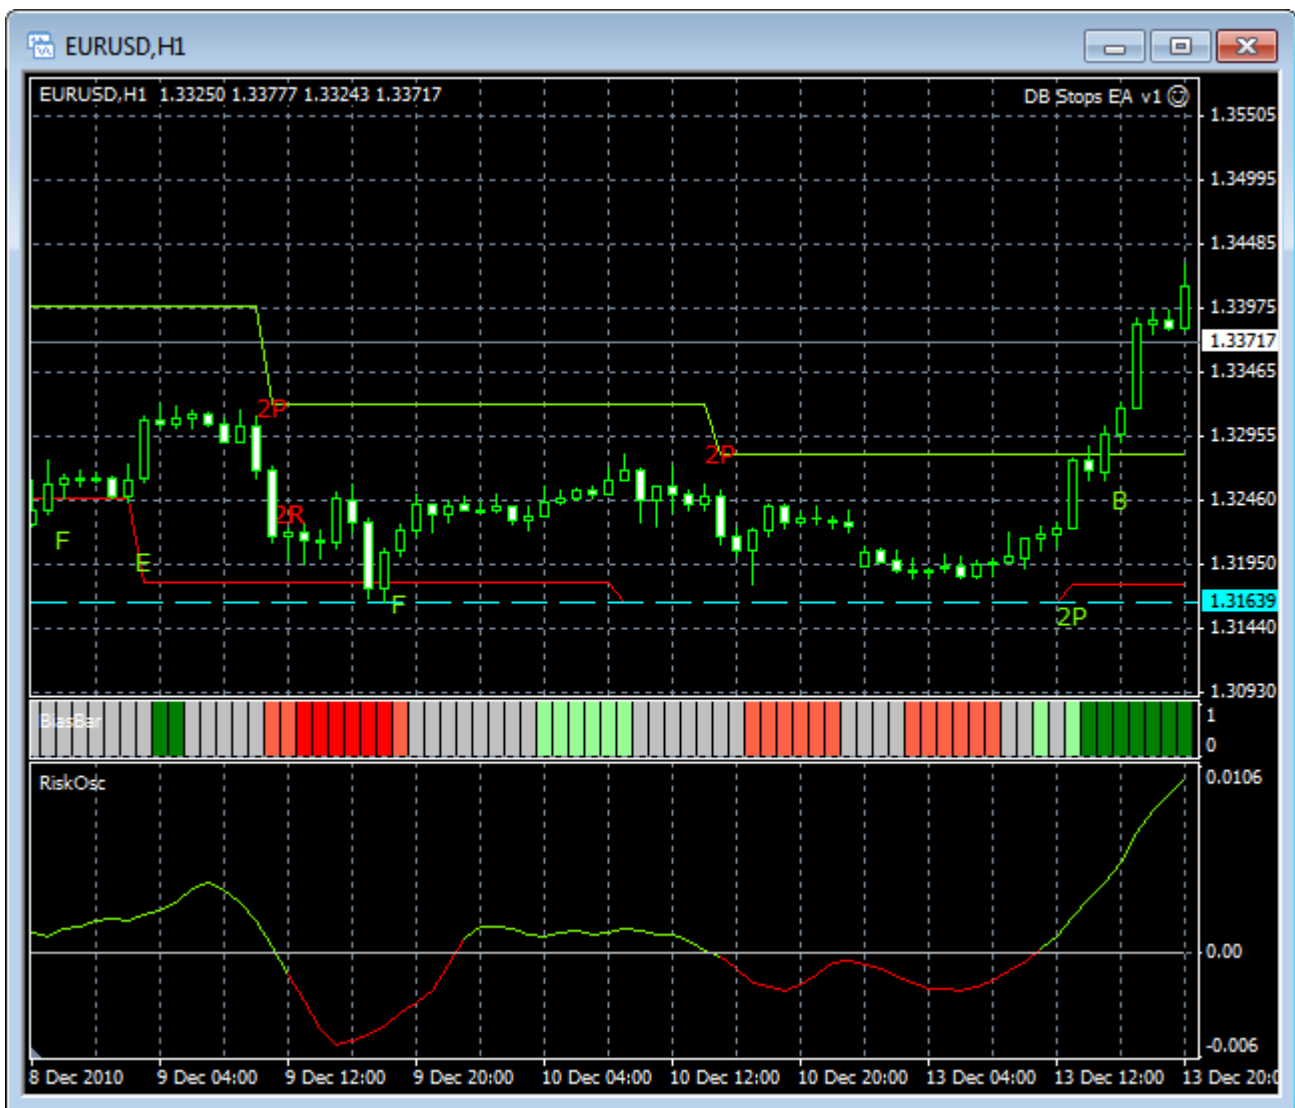 EURUSD,H1
EURUSD,H1 1.33250 1.33777 1.33243 1.33717
DB Stops EA v1
1.35505
1.34995
1.34485
1.33975
1.33717
1.33465
2P
1.32955
2P
1.32460
B
2R
F
E
1.31950
F
1.31639
2P
1.31440
1.30930
BiasBar
1
0
RiskOsc
0.0106
0.00
-0.006
8 Dec 2010 9 Dec 04:00 9 Dec 12:00 9 Dec 20:00 10 Dec 04:00 10 Dec 12:00 10 Dec 20:00 13 Dec 04:00 13 Dec 12:00 13 Dec 20:0